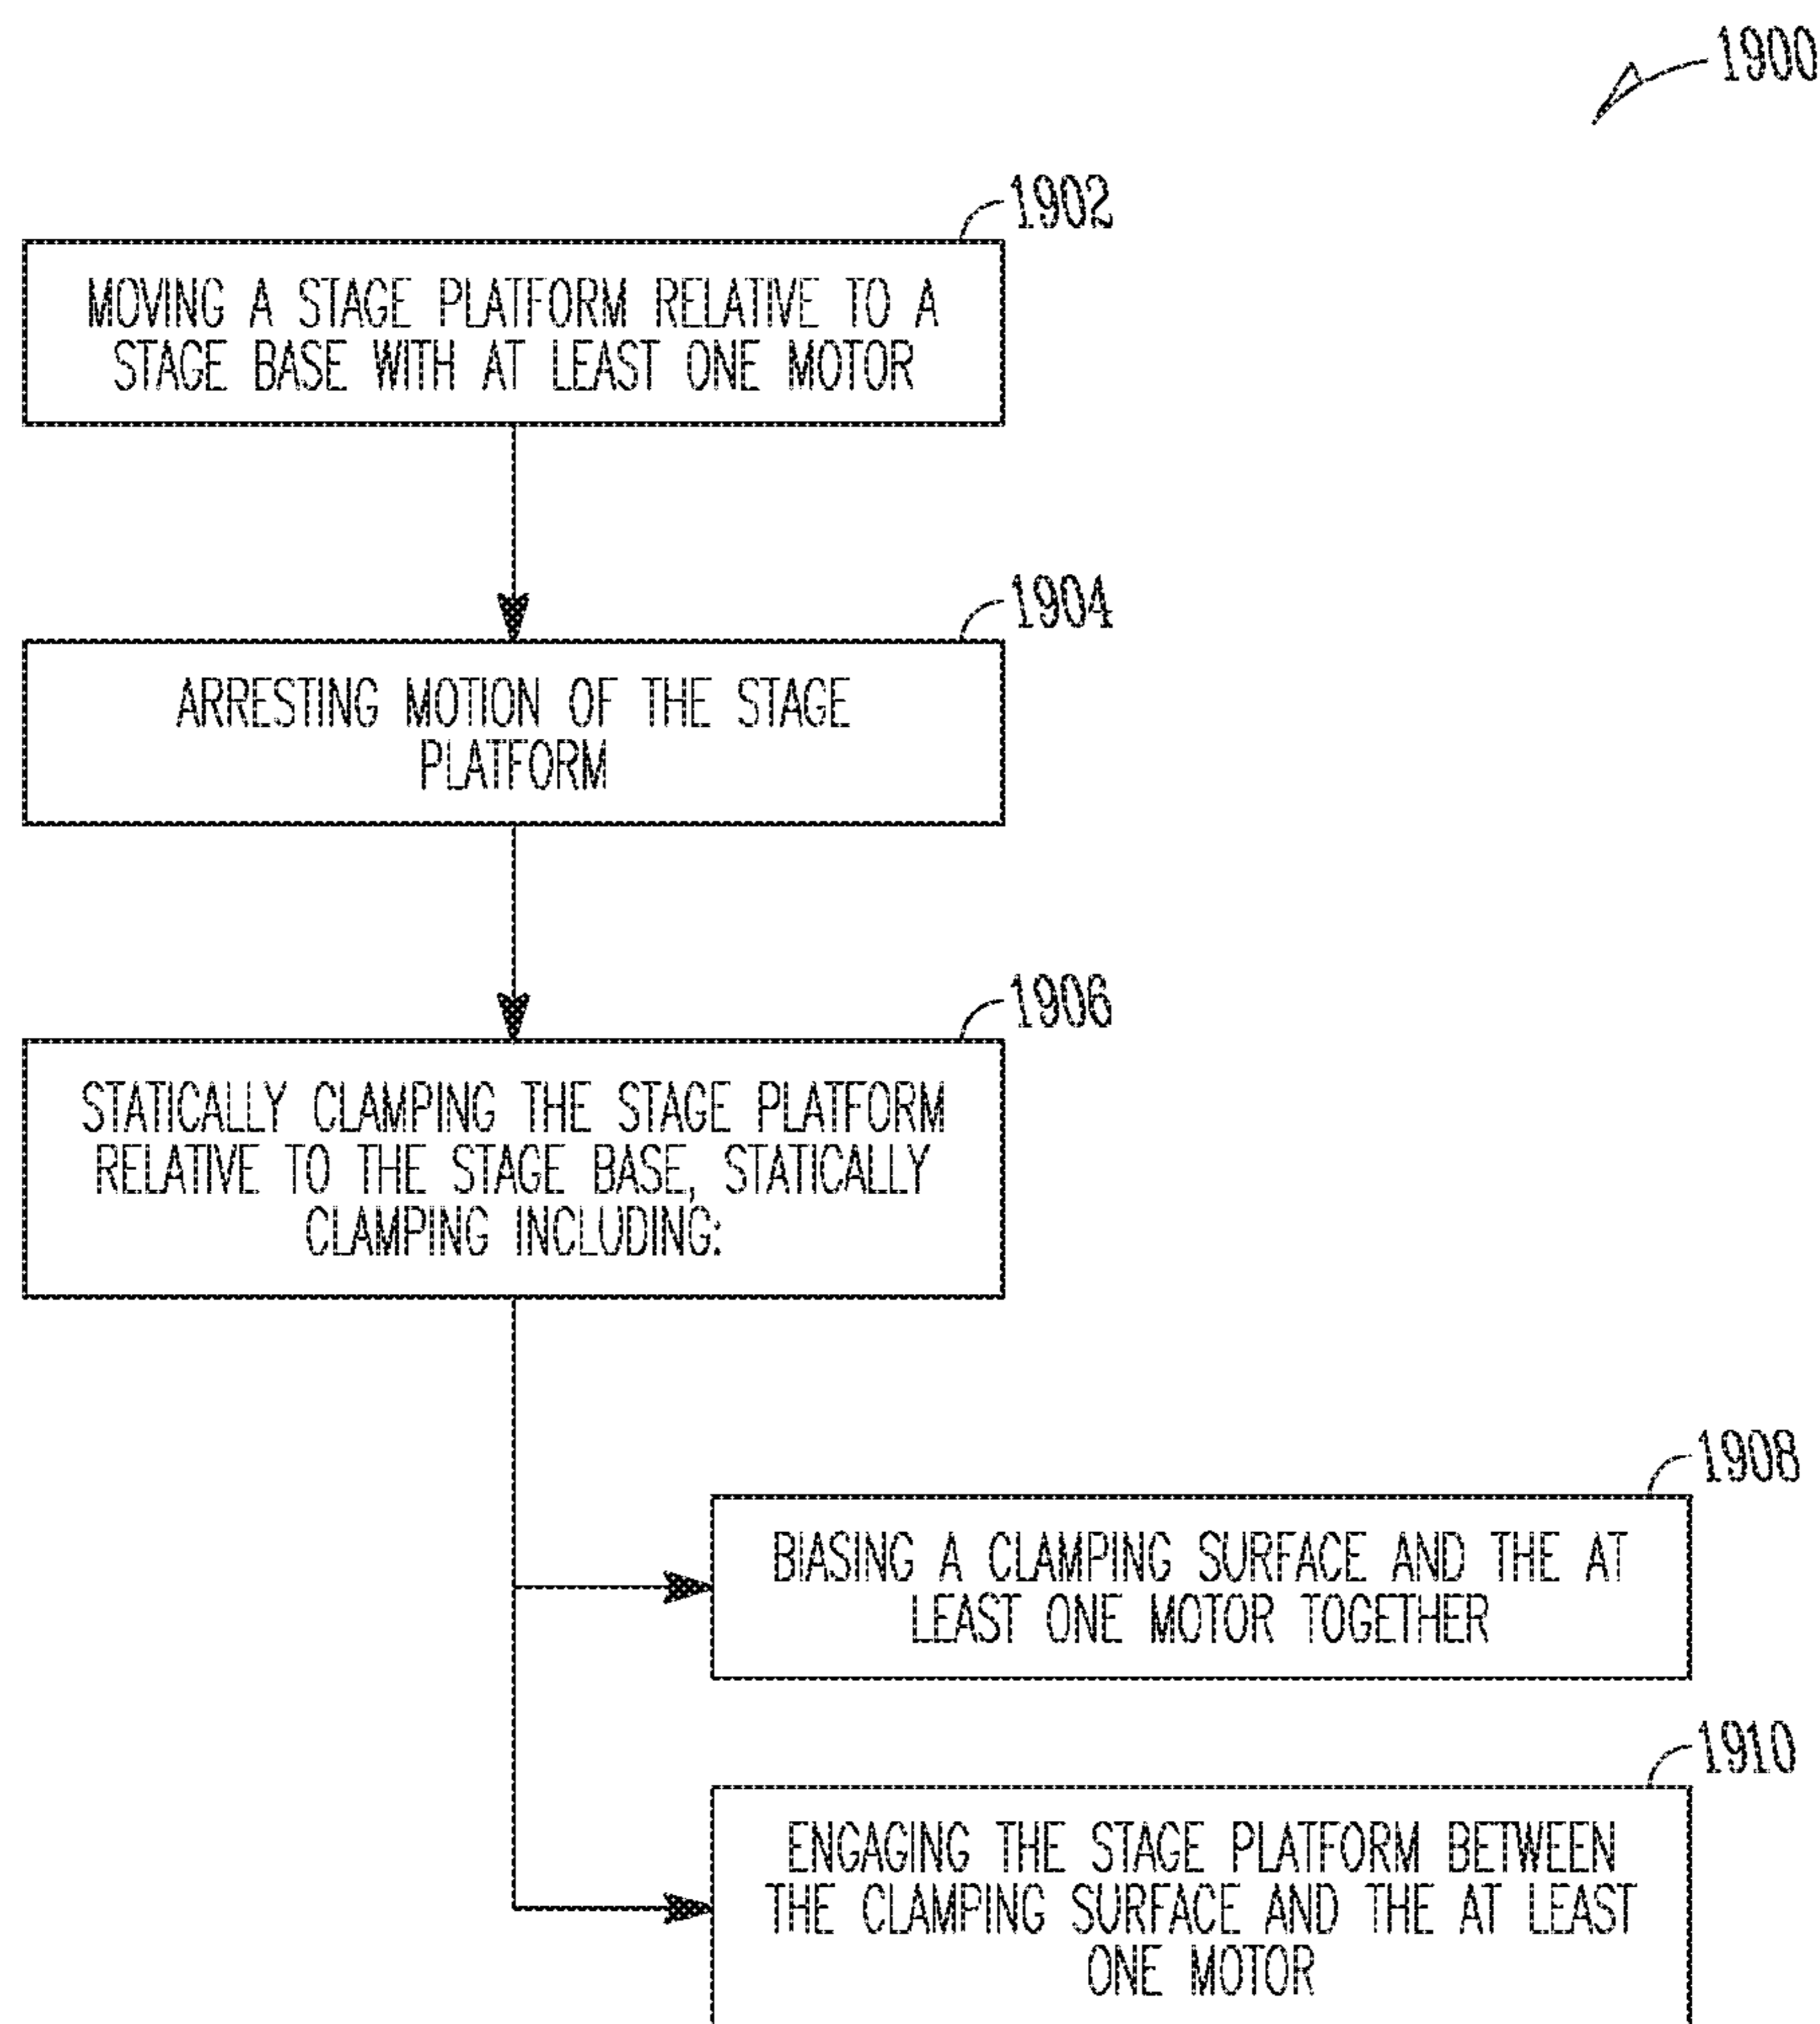 1900
1902
MOVING A STAGE PLATFORM RELATIVE TO A
STAGE BASE WITH AT LEAST ONE MOTOR
1904
ARRESTING MOTION OF THE STAGE
PLATFORM
1906
STATICALLY CLAMPING THE STAGE PLATFORM
RELATIVE TO THE STAGE BASE, STATICALLY
CLAMPING INCLUDING:
1908
BIASING A CLAMPING SURFACE AND THE AT
LEAST ONE MOTOR TOGETHER
1910
ENGAGING THE STAGE PLATFORM BETWEEN
THE CLAMPING SURFACE AND THE AT LEAST
ONE MOTOR